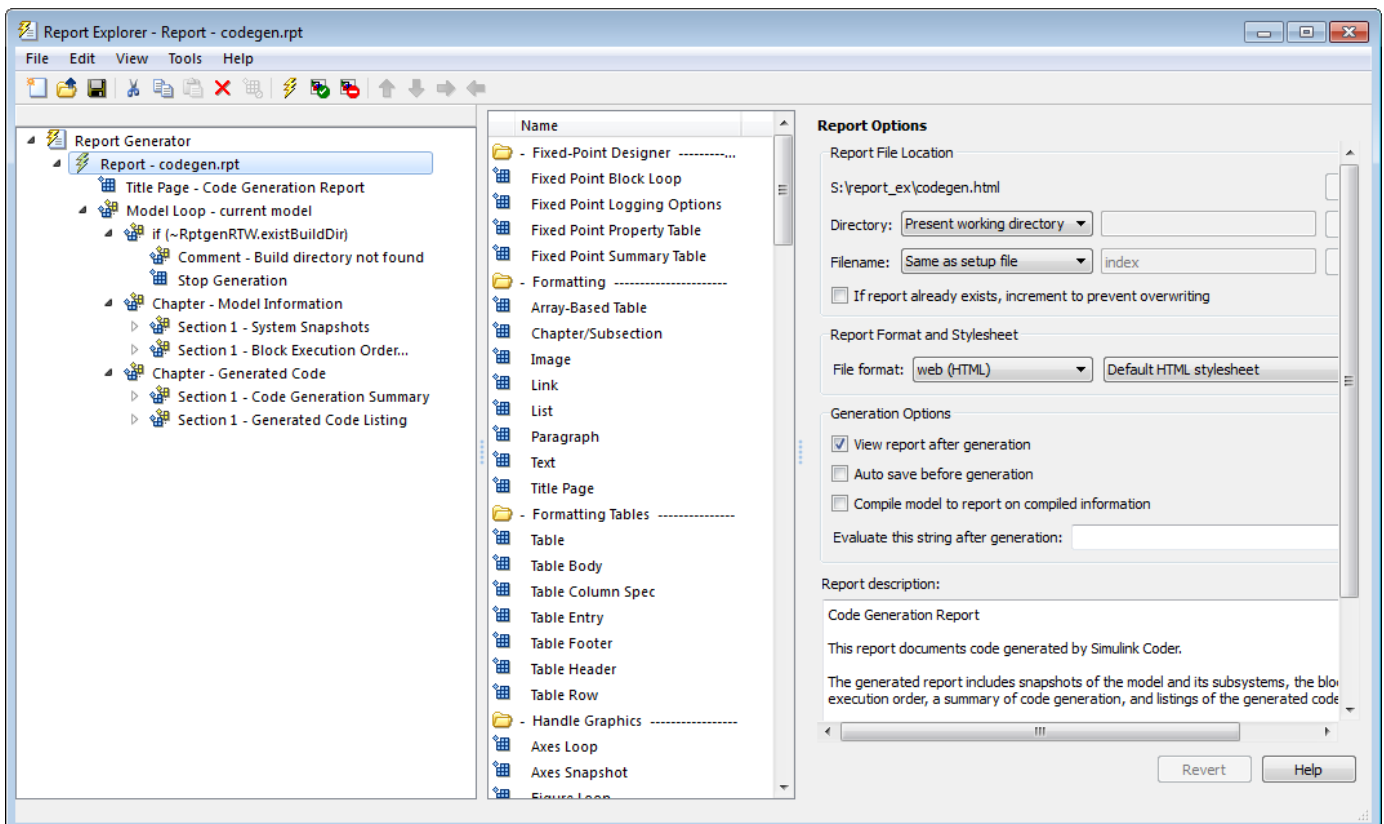 Report Explorer - Report - codegen.rpt
File Edit View Tools Help
Report Generator
Report - codegen.rpt
Title Page - Code Generation Report
Model Loop - current model
if (~RptgenRTW.existBuildDir)
Comment - Build directory not found
Stop Generation
Chapter - Model Information
Section 1 - System Snapshots
Section 1 - Block Execution Order...
Chapter - Generated Code
Section 1 - Code Generation Summary
Section 1 - Generated Code Listing
Name
- Fixed-Point Designer ---------...
Fixed Point Block Loop
Fixed Point Logging Options
Fixed Point Property Table
Fixed Point Summary Table
- Formatting ----------------------
Array-Based Table
Chapter/Subsection
Image
Link
List
Paragraph
Text
Title Page
- Formatting Tables ---------------
Table
Table Body
Table Column Spec
Table Entry
Table Footer
Table Header
Table Row
- Handle Graphics -----------------
Axes Loop
Axes Snapshot
Figure Loop
Report Options
Report File Location
S:\report_ex\codegen.html
Directory: Present working directory
Filename: Same as setup file index
If report already exists, increment to prevent overwriting
Report Format and Stylesheet
File format: web (HTML) Default HTML stylesheet
Generation Options
View report after generation
Auto save before generation
Compile model to report on compiled information
Evaluate this string after generation:
Report description:
Code Generation Report
This report documents code generated by Simulink Coder.
The generated report includes snapshots of the model and its subsystems, the blo
execution order, a summary of code generation, and listings of the generated code
Revert Help